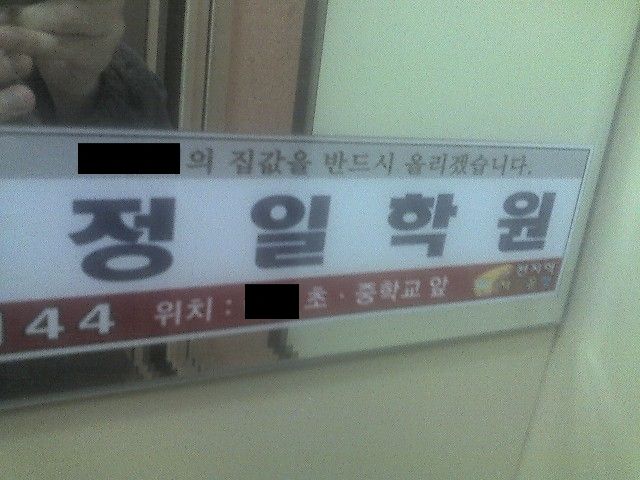 의 집값을 반드시 올리겠습니다.
정일학원
44 위치 : 초 · 중학교 앞